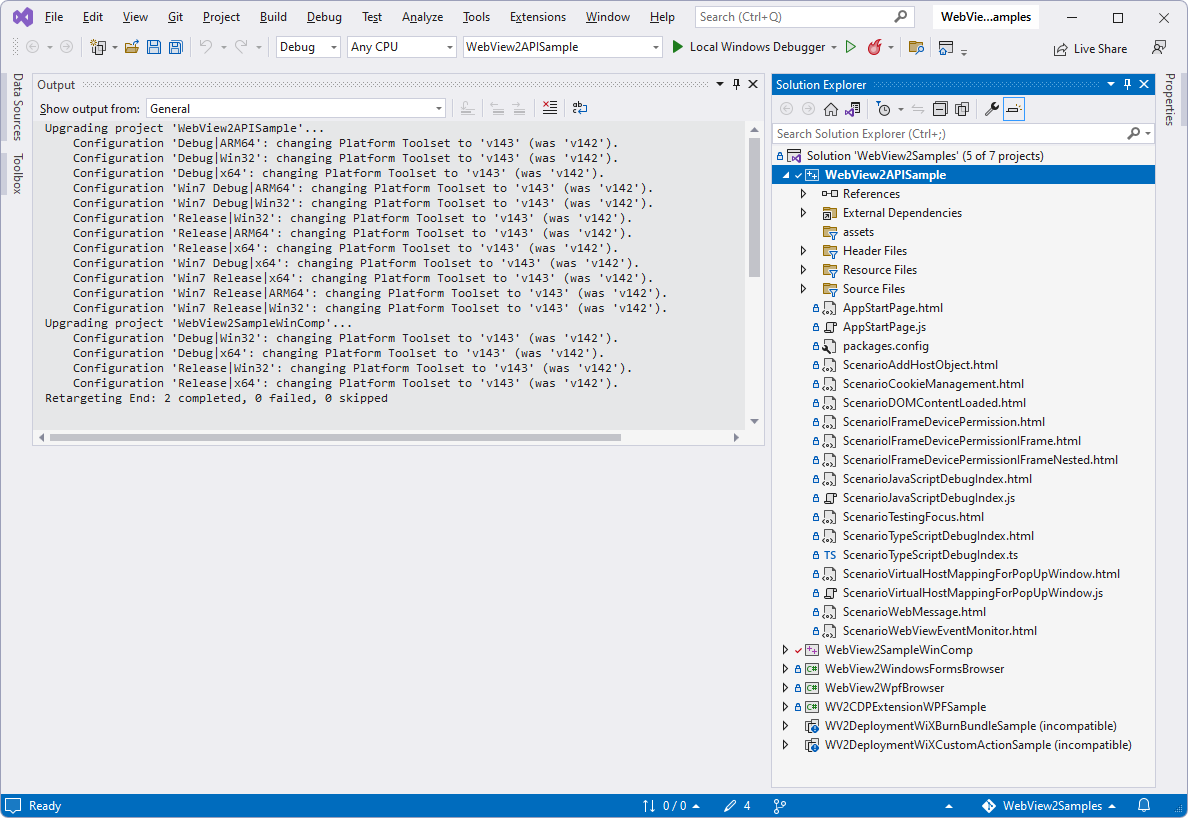 File Edit View Git Project Build Debug Test Analyze Tools Extensions Window Help Search (Ctrl+Q) WebVie...amples
Debug Any CPU WebView2APISample Local Windows Debugger Live Share
Data Sources
Toolbox
Output
Show output from: General
Upgrading project 'WebView2APISample'...
Configuration 'Debug|ARM64': changing Platform Toolset to 'v143' (was 'v142').
Configuration 'Debug|Win32': changing Platform Toolset to 'v143' (was 'v142').
Configuration 'Debug|x64': changing Platform Toolset to 'v143' (was 'v142').
Configuration 'Win7 Debug|ARM64': changing Platform Toolset to 'v143' (was 'v142').
Configuration 'Win7 Debug|Win32': changing Platform Toolset to 'v143' (was 'v142').
Configuration 'Release|Win32': changing Platform Toolset to 'v143' (was 'v142').
Configuration 'Release|ARM64': changing Platform Toolset to 'v143' (was 'v142').
Configuration 'Release|x64': changing Platform Toolset to 'v143' (was 'v142').
Configuration 'Win7 Debug|x64': changing Platform Toolset to 'v143' (was 'v142').
Configuration 'Win7 Release|x64': changing Platform Toolset to 'v143' (was 'v142').
Configuration 'Win7 Release|ARM64': changing Platform Toolset to 'v143' (was 'v142').
Configuration 'Win7 Release|Win32': changing Platform Toolset to 'v143' (was 'v142').
Upgrading project 'WebView2SampleWinComp'...
Configuration 'Debug|Win32': changing Platform Toolset to 'v143' (was 'v142').
Configuration 'Debug|x64': changing Platform Toolset to 'v143' (was 'v142').
Configuration 'Release|Win32': changing Platform Toolset to 'v143' (was 'v142').
Configuration 'Release|x64': changing Platform Toolset to 'v143' (was 'v142').
Retargeting End: 2 completed, 0 failed, 0 skipped
Solution Explorer
Search Solution Explorer (Ctrl+;)
Solution 'WebView2Samples' (5 of 7 projects)
WebView2APISample
References
External Dependencies
assets
Header Files
Resource Files
Source Files
AppStartPage.html
AppStartPage.js
packages.config
ScenarioAddHostObject.html
ScenarioCookieManagement.html
ScenarioDOMContentLoaded.html
ScenarioIFrameDevicePermission.html
ScenarioIFrameDevicePermissionIFrame.html
ScenarioIFrameDevicePermissionIFrameNested.html
ScenarioJavaScriptDebugIndex.html
ScenarioJavaScriptDebugIndex.js
ScenarioTestingFocus.html
ScenarioTypeScriptDebugIndex.html
TS ScenarioTypeScriptDebugIndex.ts
ScenarioVirtualHostMappingForPopUpWindow.html
ScenarioVirtualHostMappingForPopUpWindow.js
ScenarioWebMessage.html
ScenarioWebViewEventMonitor.html
WebView2SampleWinComp
C# WebView2WindowsFormsBrowser
C# WebView2WpfBrowser
C# WV2CDPExtensionWPFSample
WV2DeploymentWiXBurnBundleSample (incompatible)
WV2DeploymentWiXCustomActionSample (incompatible)
Properties
Ready 0 / 0 4 WebView2Samples